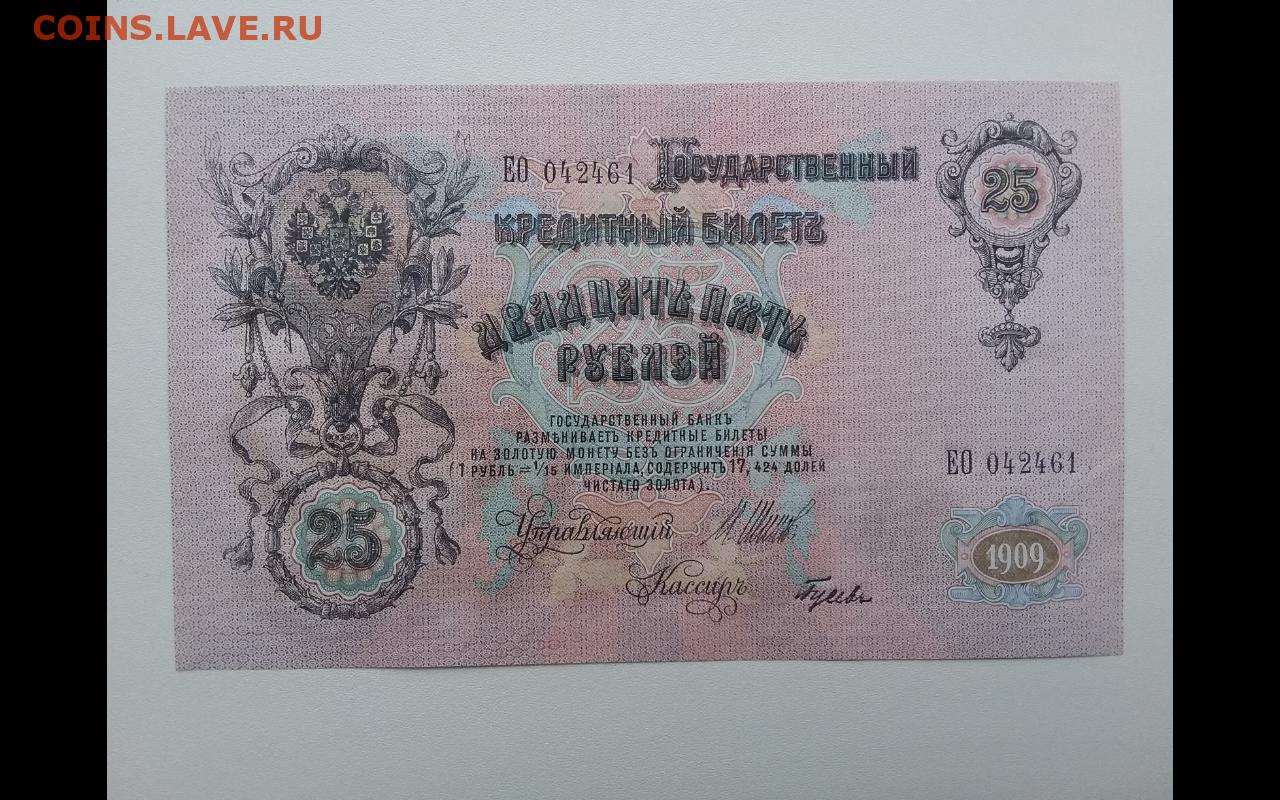 COINS.LAVE.RU
ЕО 042461 ГОСУДАРСТВЕННЫЙ
КРЕДИТНЫЙ БИЛЕТЪ
25
25
ДВАДЦАТЬ ПЯТЬ
РУБЛЕЙ
ГОСУДАРСТВЕННЫЙ БАНКЪ
РАЗМѢНИВАЕТЪ КРЕДИТНЫЕ БИЛЕТЫ
НА ЗОЛОТУЮ МОНЕТУ БЕЗЪ ОГРАНИЧЕНІЯ СУММЫ
(1 РУБЛЬ = 1/15 ИМПЕРІАЛА, СОДЕРЖИТЪ 17,424 ДОЛЕЙ
ЧИСТАГО ЗОЛОТА).
ЕО 042461
25
Управляющій
Кассиръ
1909